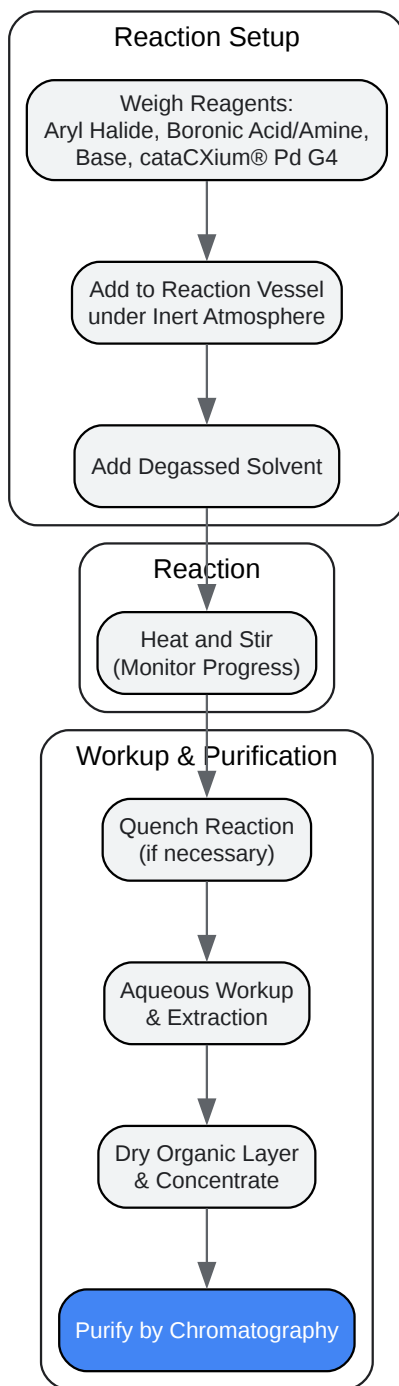 Reaction Setup
Weigh Reagents:
Aryl Halide, Boronic Acid/Amine,
Base, cataCXium® Pd G4
Add to Reaction Vessel
under Inert Atmosphere
Add Degassed Solvent
Reaction
Heat and Stir
(Monitor Progress)
Workup & Purification
Quench Reaction
(if necessary)
Aqueous Workup
& Extraction
Dry Organic Layer
& Concentrate
Purify by Chromatography